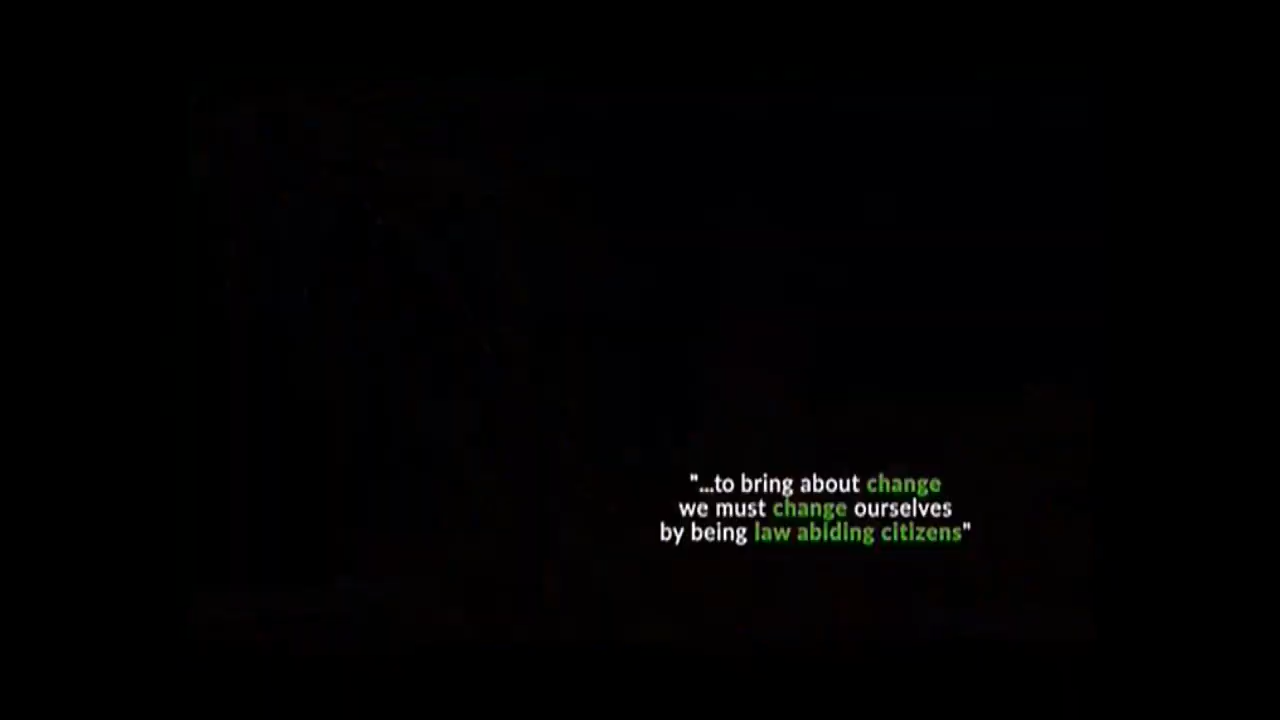 "...to bring about change
we must change ourselves
by being law abiding citizens"